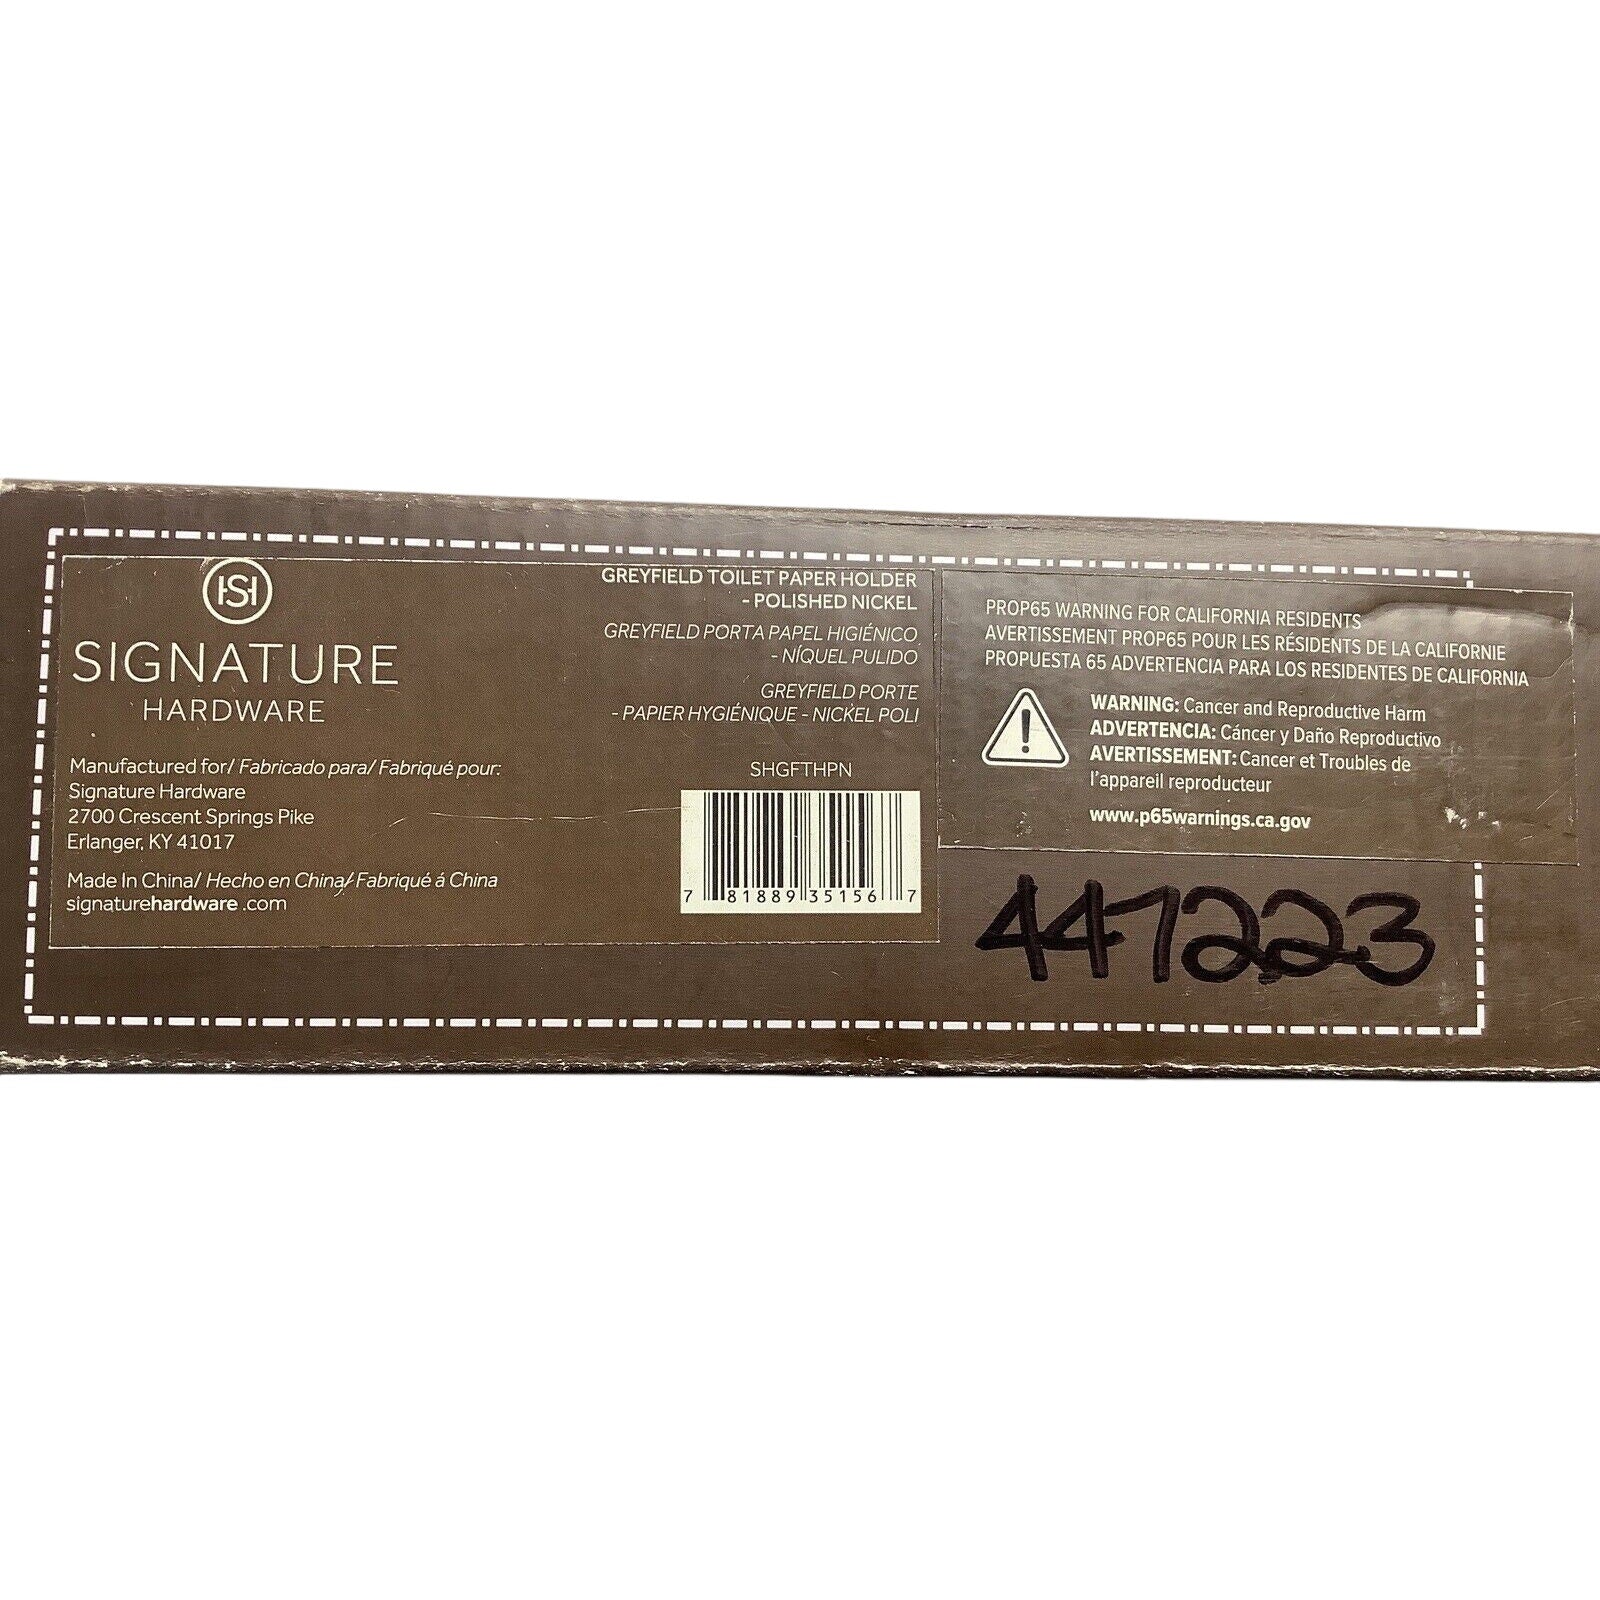 SIGNATURE
HARDWARE
Manufactured for/ Fabricado para/ Fabriqué pour:
Signature Hardware
2700 Crescent Springs Pike
Erlanger, KY 41017
Made In China/ Hecho en China/ Fabriqué á China
signaturehardware .com
GREYFIELD TOILET PAPER HOLDER
- POLISHED NICKEL
GREYFIELD PORTA PAPEL HIGIÉNICO
- NÍQUEL PULIDO
GREYFIELD PORTE
- PAPIER HYGIÉNIQUE - NICKEL POLI
SHGFTHPN
7 81889 35156 7
PROP65 WARNING FOR CALIFORNIA RESIDENTS
AVERTISSEMENT PROP65 POUR LES RÉSIDENTS DE LA CALIFORNIE
PROPUESTA 65 ADVERTENCIA PARA LOS RESIDENTES DE CALIFORNIA
WARNING: Cancer and Reproductive Harm
ADVERTENCIA: Cáncer y Daño Reproductivo
AVERTISSEMENT: Cancer et Troubles de
l'appareil reproducteur
www.p65warnings.ca.gov
447223